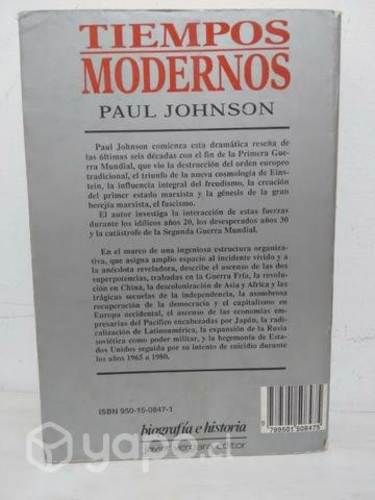 TIEMPOS
MODERNOS
PAUL JOHNSON
Paul Johnson comienza esta dramática reseña de
las últimas seis décadas con el fin de la Primera Gue-
rra Mundial, que vio la destrucción del orden europeo
tradicional, el triunfo de la nueva cosmología de Eins-
tein, la influencia integral del freudismo, la creación
del primer estado marxista y la génesis de la gran
herejía marxista, el fascismo.
El autor investiga la interacción de estas fuerzas
durante los idílicos años 20, los desesperados años 30
y la catástrofe de la Segunda Guerra Mundial.
En el marco de una ingeniosa estructura organiza-
tiva, que asigna amplio espacio al incidente vívido y a
la anécdota reveladora, describe el ascenso de las dos
superpotencias, trabadas en la Guerra Fría, la revolu-
ción en China, la descolonización de Asia y Africa y las
trágicas secuelas de la independencia, la asombrosa
recuperación de la democracia y el capitalismo en
Europa occidental, el ascenso de las economías em-
presarias del Pacífico encabezadas por Japón, la radi-
calización de Latinoamérica, la expansión de la Rusia
soviética como poder militar, y la hegemonía de Esta-
dos Unidos seguida por su intento de suicidio durante
los años 1965 a 1980.
ISBN 950-15-0847-1
9 789501 508475
biografía e historia
javier vergara editor
yapo.cl